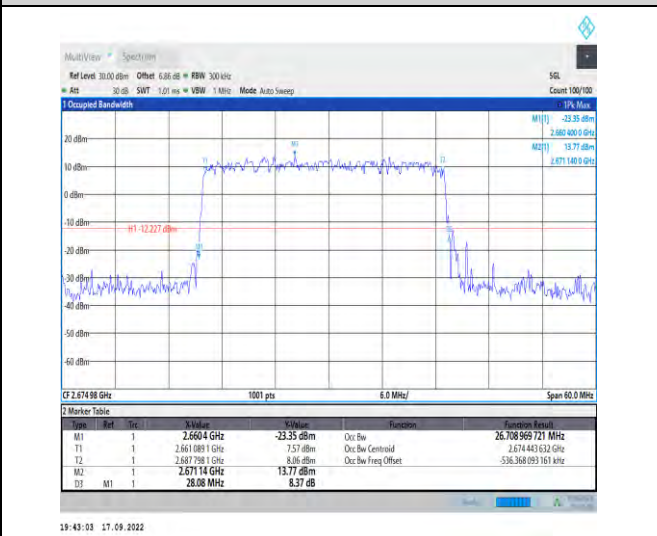 MultiView Spectrum
Ref Level 30.00 dBm Offset 6.86 dB RBW 300 kHz SGL
Att 30 dB SWT 1.01 ms VBW 1 MHz Mode Auto Sweep Count 100/100
1 Occupied Bandwidth 1Pk Max
M1[1] -23.35 dBm
2.660 400 0 GHz
M2[1] 13.77 dBm
2.671 140 0 GHz
20 dBm
M2
T1 T2
10 dBm
0 dBm
-10 dBm
H1 -12.227 dBm
-20 dBm
-30 dBm
-40 dBm
-50 dBm
-60 dBm
CF 2.674 98 GHz 1001 pts 6.0 MHz/ Span 60.0 MHz
2 Marker Table
Type Ref Trc X-Value Y-Value Function Function Result
M1 1 2.6604 GHz -23.35 dBm Occ Bw 26.708 969 721 MHz
T1 1 2.661 089 1 GHz 7.57 dBm Occ Bw Centroid 2.674 443 632 GHz
T2 1 2.687 798 1 GHz 8.06 dBm Occ Bw Freq Offset -536.368 093 161 kHz
M2 1 2.671 14 GHz 13.77 dBm
D3 M1 1 28.08 MHz 8.37 dB
19:43:03 17.09.2022